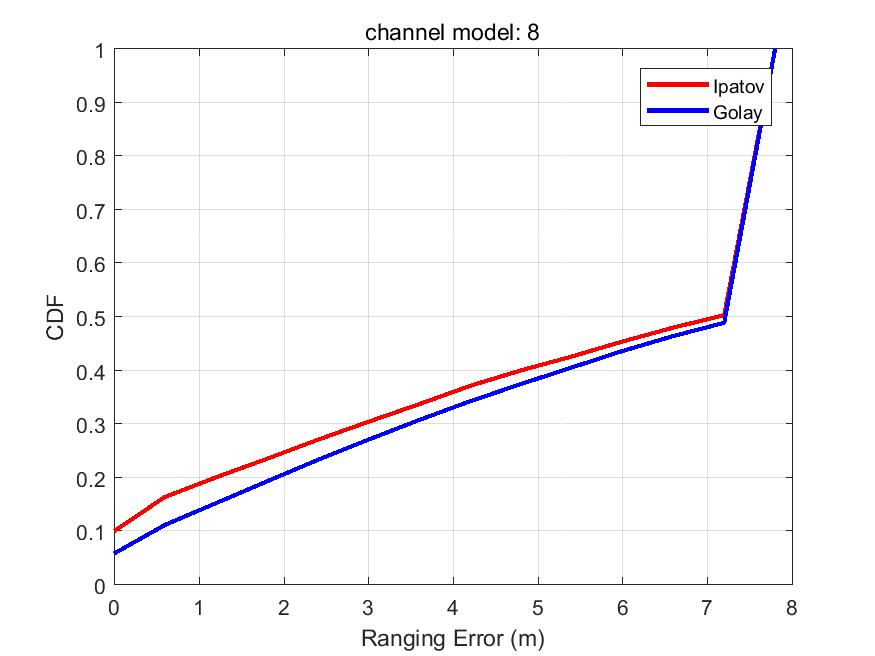 channel model: 8
1
0.9
0.8
0.7
0.6
0.5
0.4
0.3
0.2
0.1
0
CDF
Ipatov
Golay
0 1 2 3 4 5 6 7 8
Ranging Error (m)